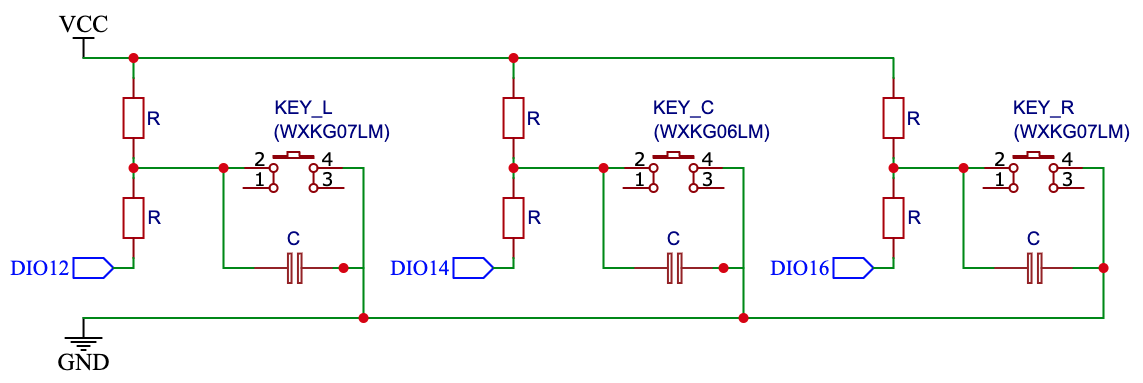 VCC
R
KEY_L
(WXKG07LM)
2 4
1 3
R
C
DIO12
R
KEY_C
(WXKG06LM)
2 4
1 3
R
C
DIO14
R
KEY_R
(WXKG07LM)
2 4
1 3
R
C
DIO16
GND